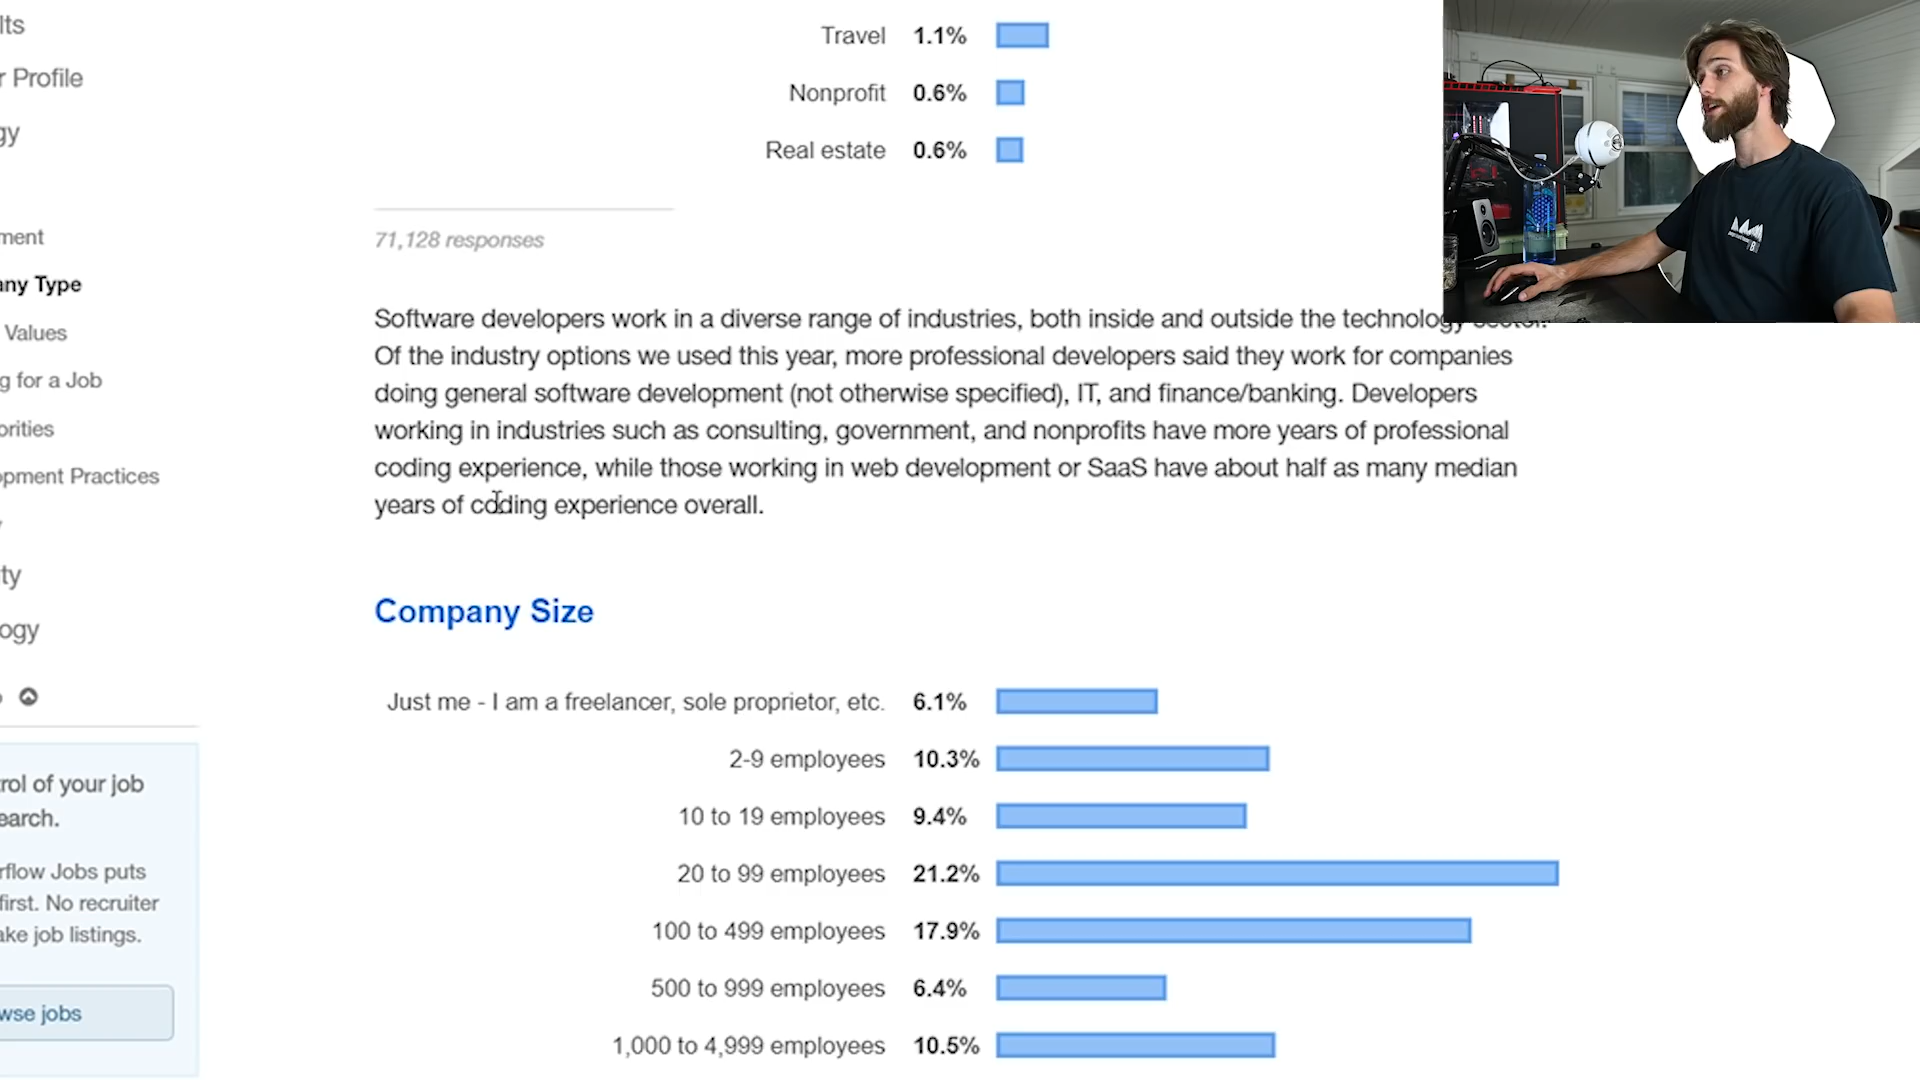 lts
r Profile
gy
ment
any Type
Values
g for a Job
orities
opment Practices
ty
ogy
rol of your job
earch.
rflow Jobs puts
first. No recruiter
ake job listings.
wse jobs
Travel 1.1%
Nonprofit 0.6%
Real estate 0.6%
71,128 responses
Software developers work in a diverse range of industries, both inside and outside the technology
Of the industry options we used this year, more professional developers said they work for companies
doing general software development (not otherwise specified), IT, and finance/banking. Developers
working in industries such as consulting, government, and nonprofits have more years of professional
coding experience, while those working in web development or SaaS have about half as many median
years of coding experience overall.
Company Size
Just me - I am a freelancer, sole proprietor, etc. 6.1%
2-9 employees 10.3%
10 to 19 employees 9.4%
20 to 99 employees 21.2%
100 to 499 employees 17.9%
500 to 999 employees 6.4%
1,000 to 4,999 employees 10.5%